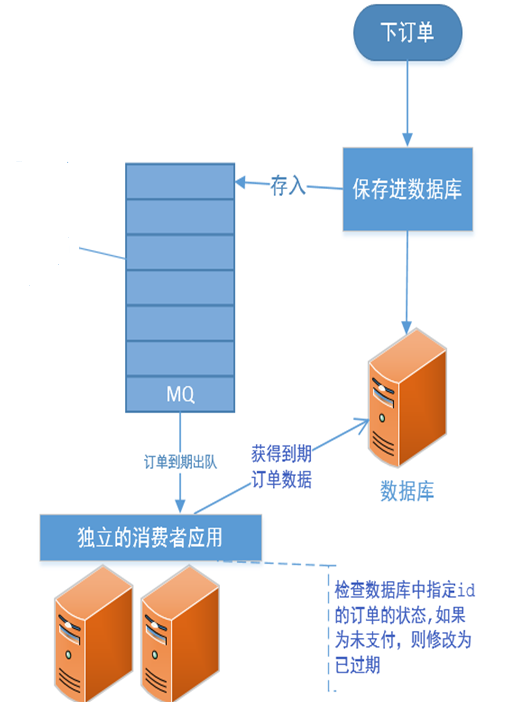 下订单
保存进数据库
存入
MQ
订单到期出队
获得到期
订单数据
数据库
独立的消费者应用
检查数据库中指定id
的订单的状态,如果
为未支付，则修改为
已过期